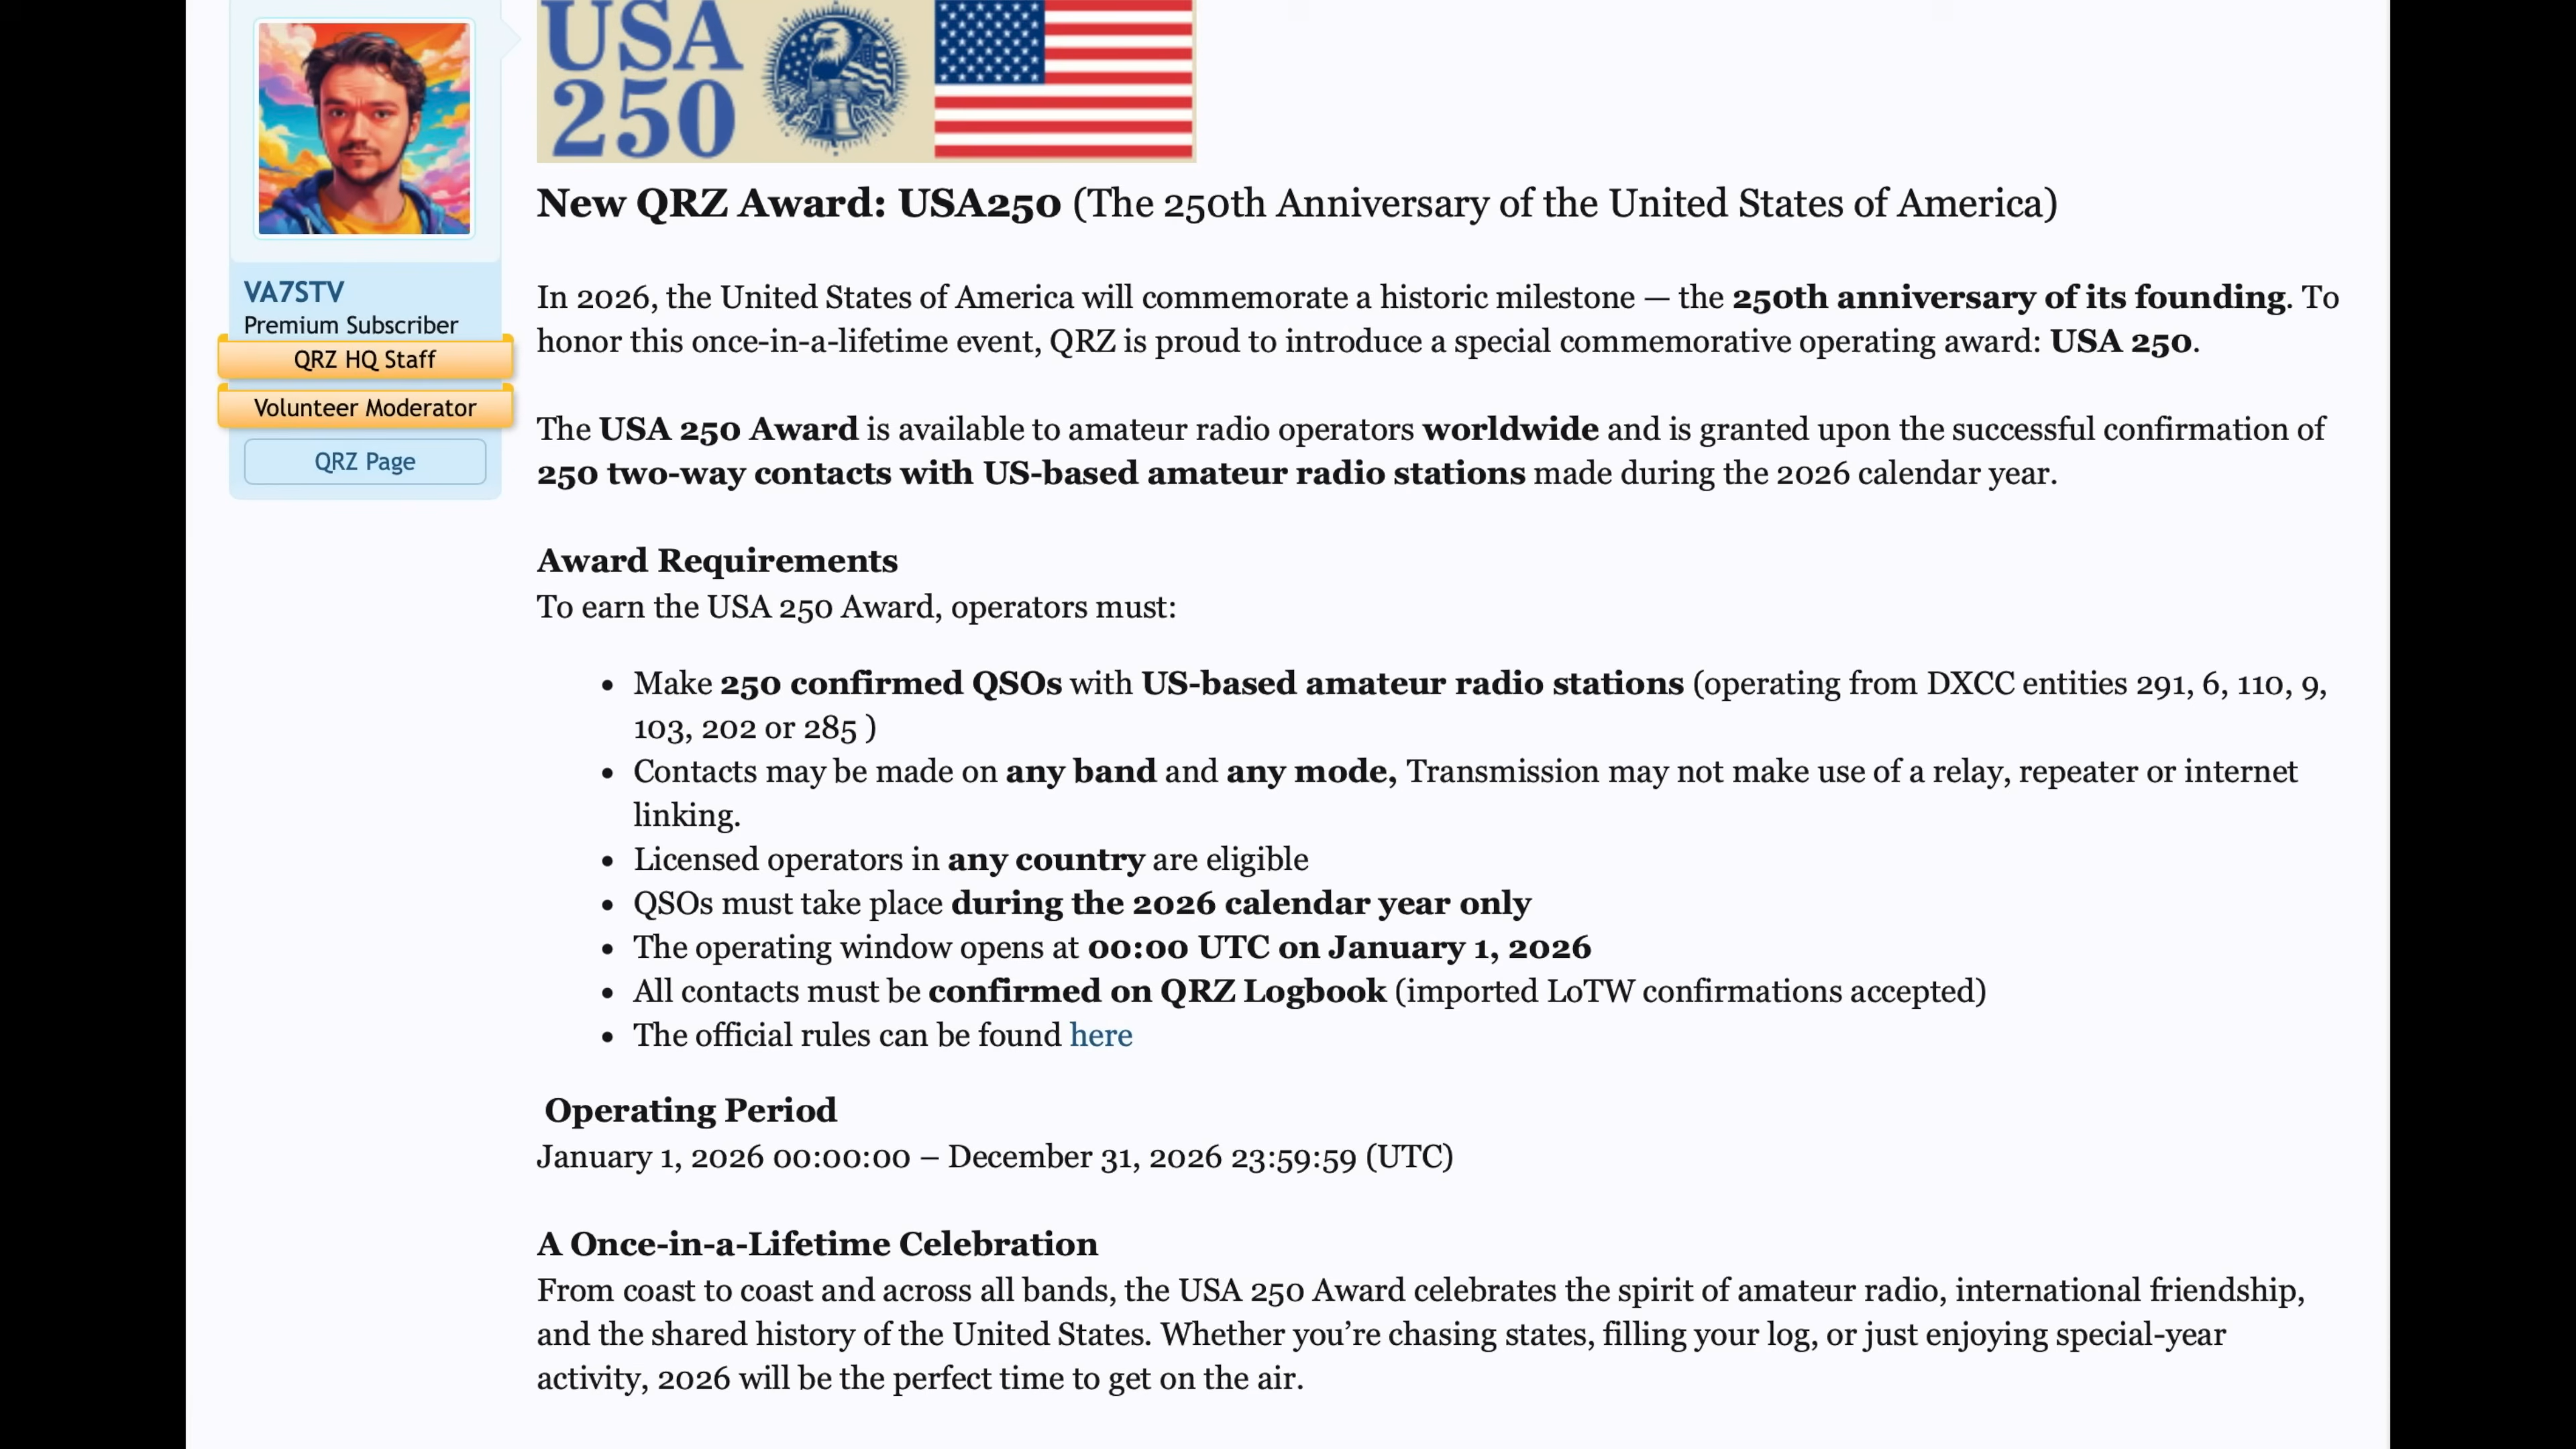 USA
250
New QRZ Award: USA250 (The 250th Anniversary of the United States of America)
VA7STV
Premium Subscriber
QRZ HQ Staff
Volunteer Moderator
QRZ Page
In 2026, the United States of America will commemorate a historic milestone — the 250th anniversary of its founding. To
honor this once-in-a-lifetime event, QRZ is proud to introduce a special commemorative operating award: USA 250.
The USA 250 Award is available to amateur radio operators worldwide and is granted upon the successful confirmation of
250 two-way contacts with US-based amateur radio stations made during the 2026 calendar year.
Award Requirements
To earn the USA 250 Award, operators must:
• Make 250 confirmed QSOs with US-based amateur radio stations (operating from DXCC entities 291, 6, 110, 9,
103, 202 or 285 )
• Contacts may be made on any band and any mode, Transmission may not make use of a relay, repeater or internet
linking.
• Licensed operators in any country are eligible
• QSOs must take place during the 2026 calendar year only
• The operating window opens at 00:00 UTC on January 1, 2026
• All contacts must be confirmed on QRZ Logbook (imported LoTW confirmations accepted)
• The official rules can be found here
Operating Period
January 1, 2026 00:00:00 – December 31, 2026 23:59:59 (UTC)
A Once-in-a-Lifetime Celebration
From coast to coast and across all bands, the USA 250 Award celebrates the spirit of amateur radio, international friendship,
and the shared history of the United States. Whether you’re chasing states, filling your log, or just enjoying special-year
activity, 2026 will be the perfect time to get on the air.